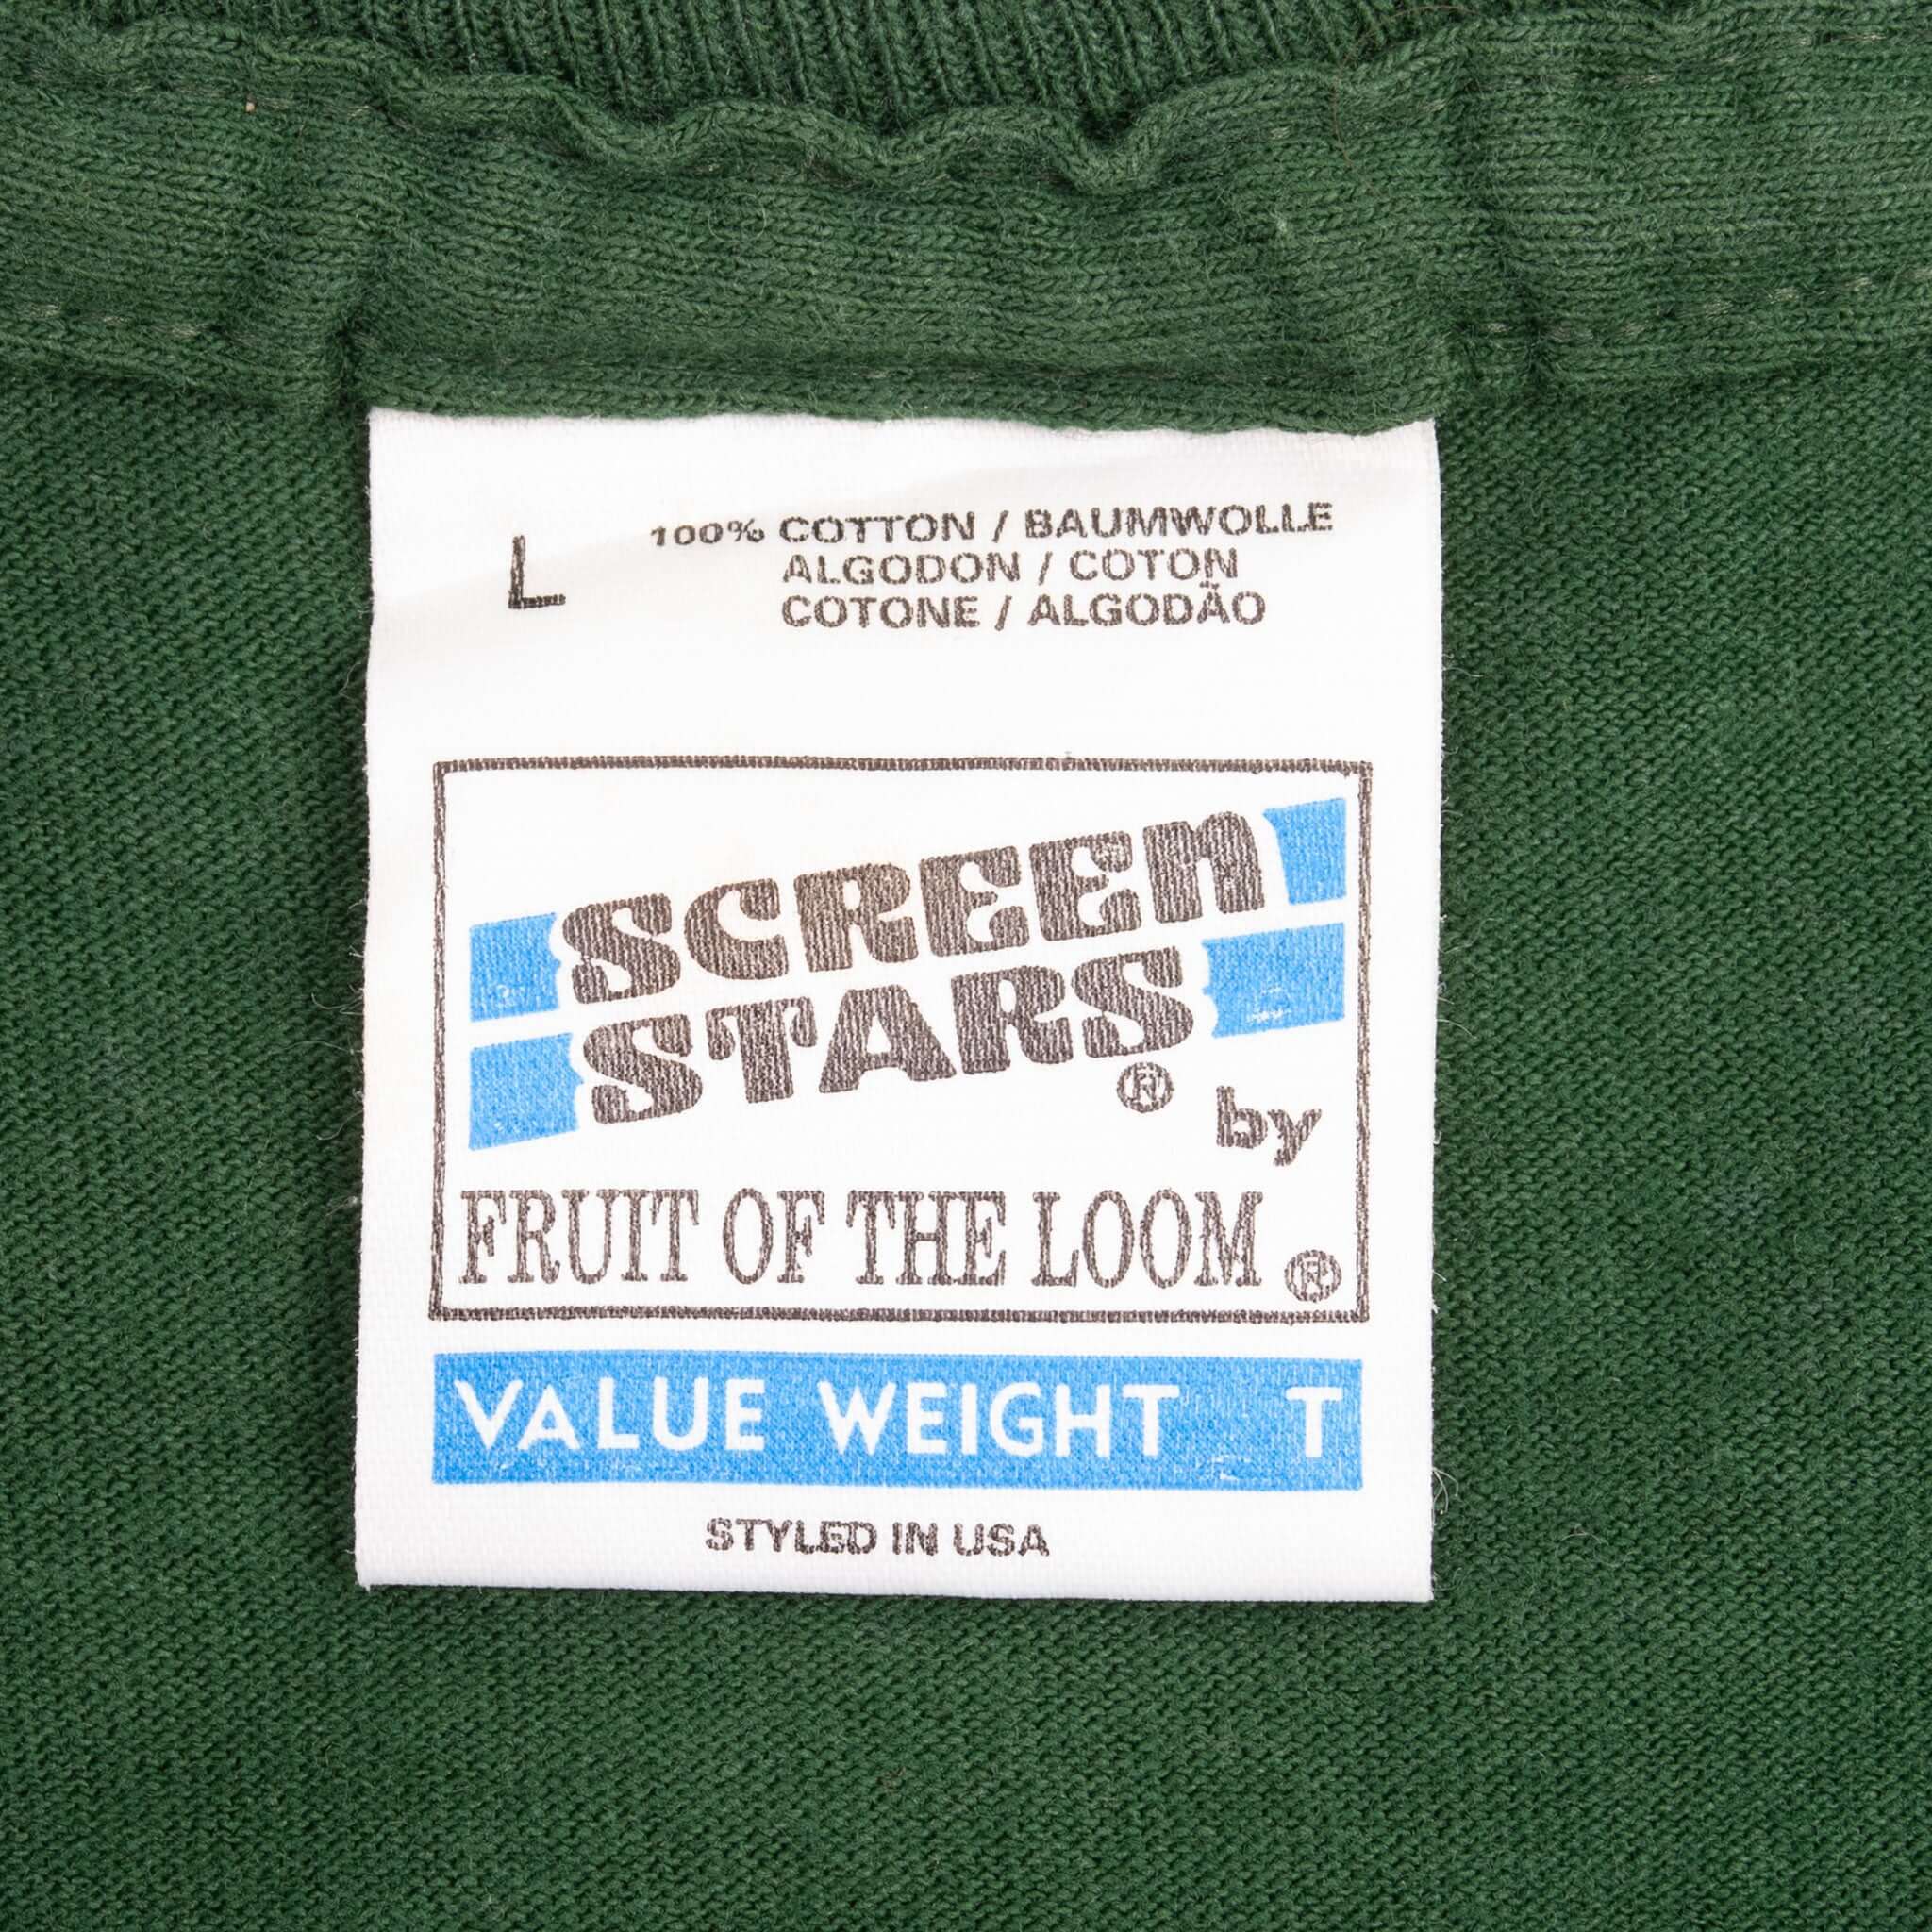 L
100% COTTON / BAUMWOLLE
ALGODON / COTON
COTONE / ALGODÃO
SCREEN
STARS
® by
FRUIT OF THE LOOM ®
VALUE WEIGHT T
STYLED IN USA